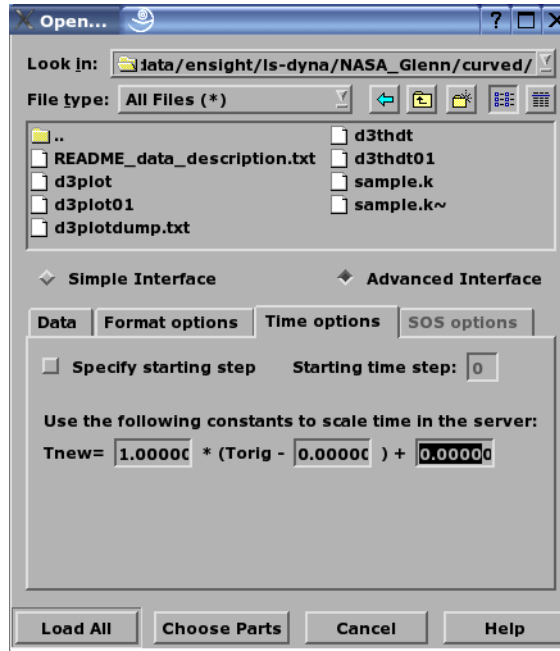 Open...
?
Look in: data/ensight/ls-dyna/NASA_Glenn/curved/
File type: All Files (*)
..
README_data_description.txt
d3plot
d3plot01
d3plotdump.txt
d3thdt
d3thdt01
sample.k
sample.k~
Simple Interface Advanced Interface
Data Format options Time options SOS options
Specify starting step Starting time step: 0
Use the following constants to scale time in the server:
Tnew= 1.00000 * (Torig - 0.00000 ) + 0.00000
Load All Choose Parts Cancel Help